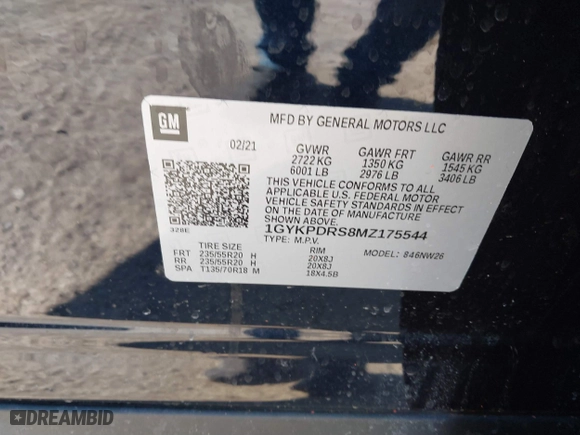 GM
MFD BY GENERAL MOTORS LLC
02/21
GVWR GAWR FRT GAWR RR
2722 KG 1350 KG 1545 KG
6001 LB 2976 LB 3406 LB
THIS VEHICLE CONFORMS TO ALL
APPLICABLE U.S. FEDERAL MOTOR
VEHICLE SAFETY STANDARDS IN EFFECT
ON THE DATE OF MANUFACTURE
SHOWN ABOVE.
1GYKPDRS8MZ175544
TYPE: M.P.V. MODEL: 846NW26
328E
TIRE SIZE RIM
FRT 235/55R20 H 20X8J
RR 235/55R20 H 20X8J
SPA T135/70R18 M 18X4.5B
DREAMBID